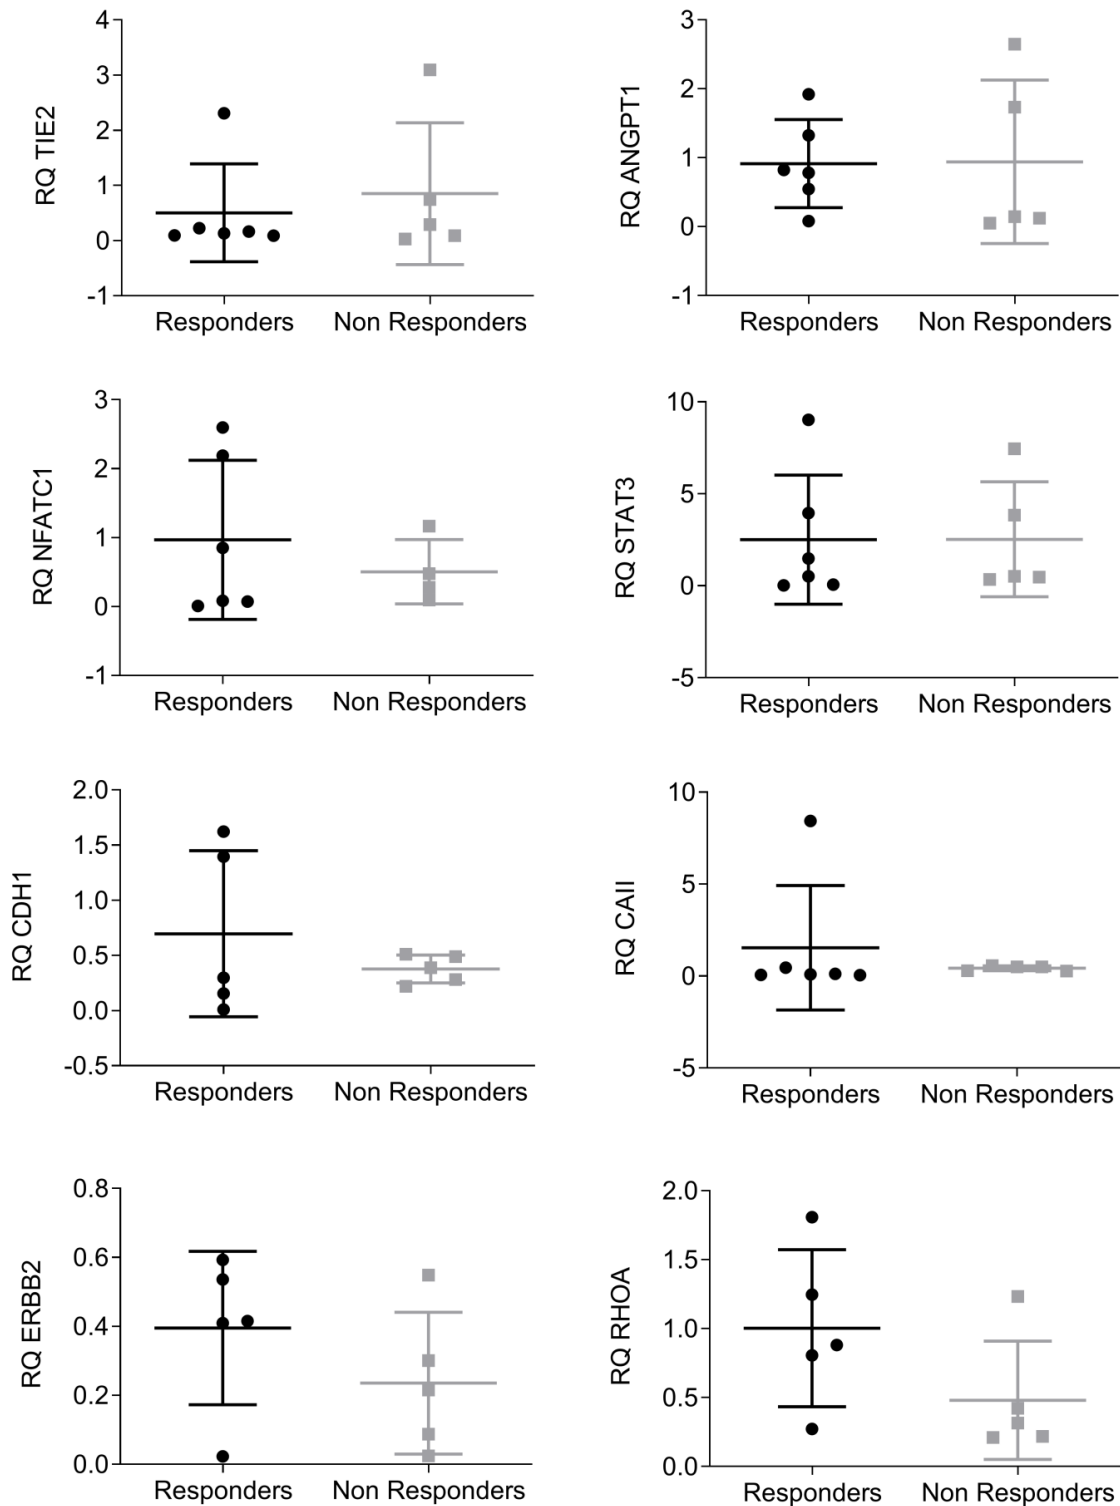 RQ TIE2
4
3
2
1
0
-1
Responders Non Responders
RQ ANGPT1
3
2
1
0
-1
Responders Non Responders
RQ NFATC1
3
2
1
0
-1
Responders Non Responders
RQ STAT3
10
5
0
-5
Responders Non Responders
RQ CDH1
2.0
1.5
1.0
0.5
0.0
-0.5
Responders Non Responders
RQ CAII
10
5
0
-5
Responders Non Responders
RQ ERBB2
0.8
0.6
0.4
0.2
0.0
Responders Non Responders
RQ RHOA
2.0
1.5
1.0
0.5
0.0
Responders Non Responders